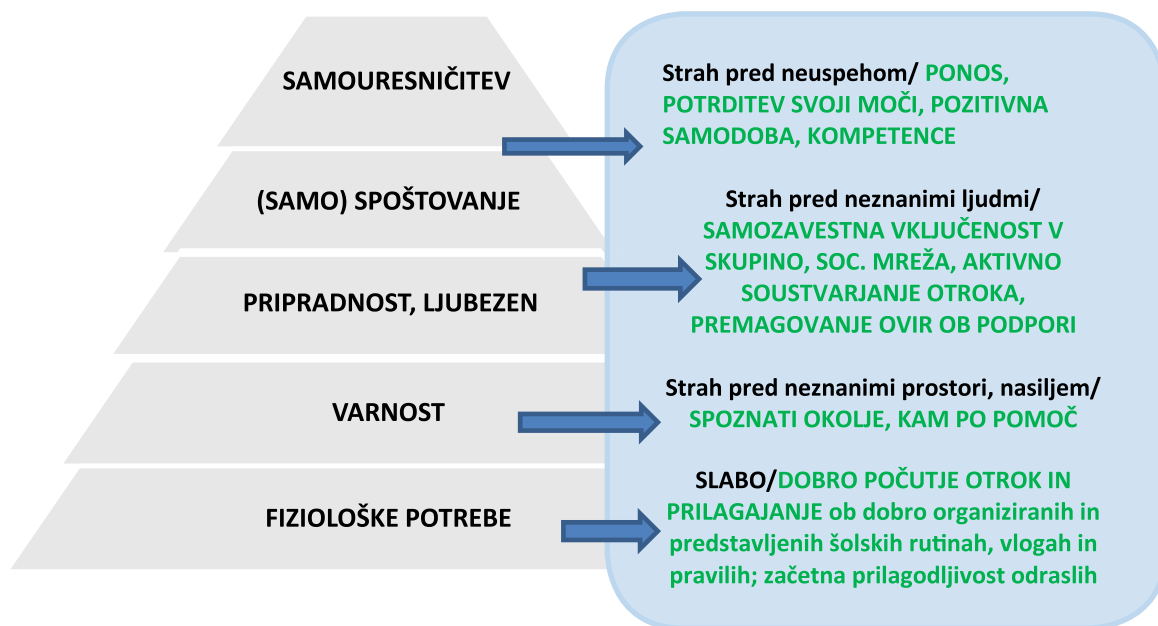 SAMOURESNIČITEV
Strah pred neuspehom/ PONOS,
POTRDITEV SVOJI MOČI, POZITIVNA
SAMODOBA, KOMPETENCE
(SAMO) SPOŠTOVANJE
Strah pred neznanimi ljudmi/
SAMOZAVESTNA VKLJUČENOST V
SKUPINO, SOC. MREŽA, AKTIVNO
SOUSTVARJANJE OTROKA,
PREMAGOVANJE OVIR OB PODPORI
PRIPRADNOST, LJUBEZEN
VARNOST
Strah pred neznanimi prostori, nasiljem/
SPOZNATI OKOLJE, KAM PO POMOČ
FIZIOLOŠKE POTREBE
SLABO/DOBRO POČUTJE OTROK IN
PRILAGAJANJE ob dobro organiziranih in
predstavljenih šolskih rutinah, vlogah in
pravilih; začetna prilagodljivost odraslih